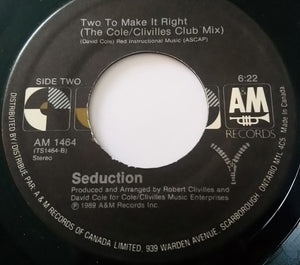 Two To Make It Right
(The Cole/Clivilles Club Mix)
(David Cole) Red Instructional Music (ASCAP)
SIDE TWO
6:22
AM
RECORDS
AM 1464
(TS1464-B)
Stereo
Made in Canada
Seduction
Produced and Arranged by Robert Clivilles and
David Cole for Cole/Clivilles Music Enterprises
Ⓟ 1989 A&M Records Inc.
DISTRIBUTED BY/DISTRIBUE PAR: A & M RECORDS OF CANADA LIMITED, 939 WARDEN AVENUE, SCARBOROUGH, ONTARIO M1L 4C5